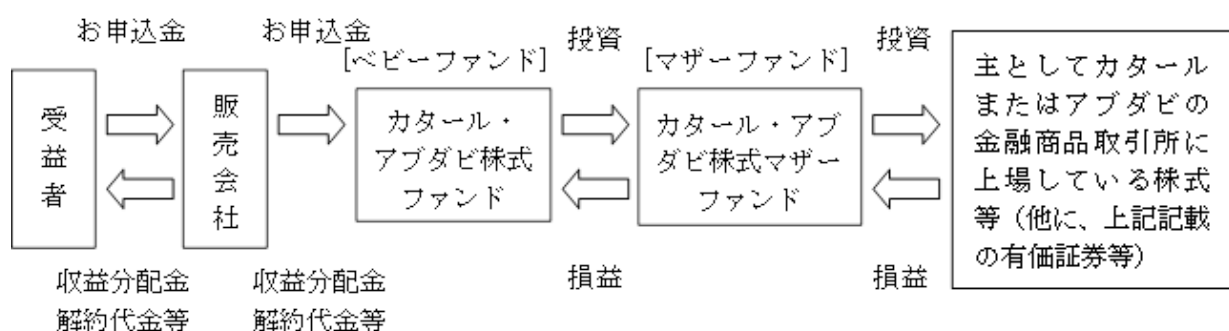 お申込金
お申込金
投資
投資
[ベビーファンド]
[マザーファンド]
受益者
販売会社
カタール・
アブダビ株式
ファンド
カタール・アブ
ダビ株式マザー
ファンド
主としてカタール
またはアブダビの
金融商品取引所に
上場している株式
等（他に、上記記載
の有価証券等）
収益分配金
解約代金等
収益分配金
解約代金等
損益
損益